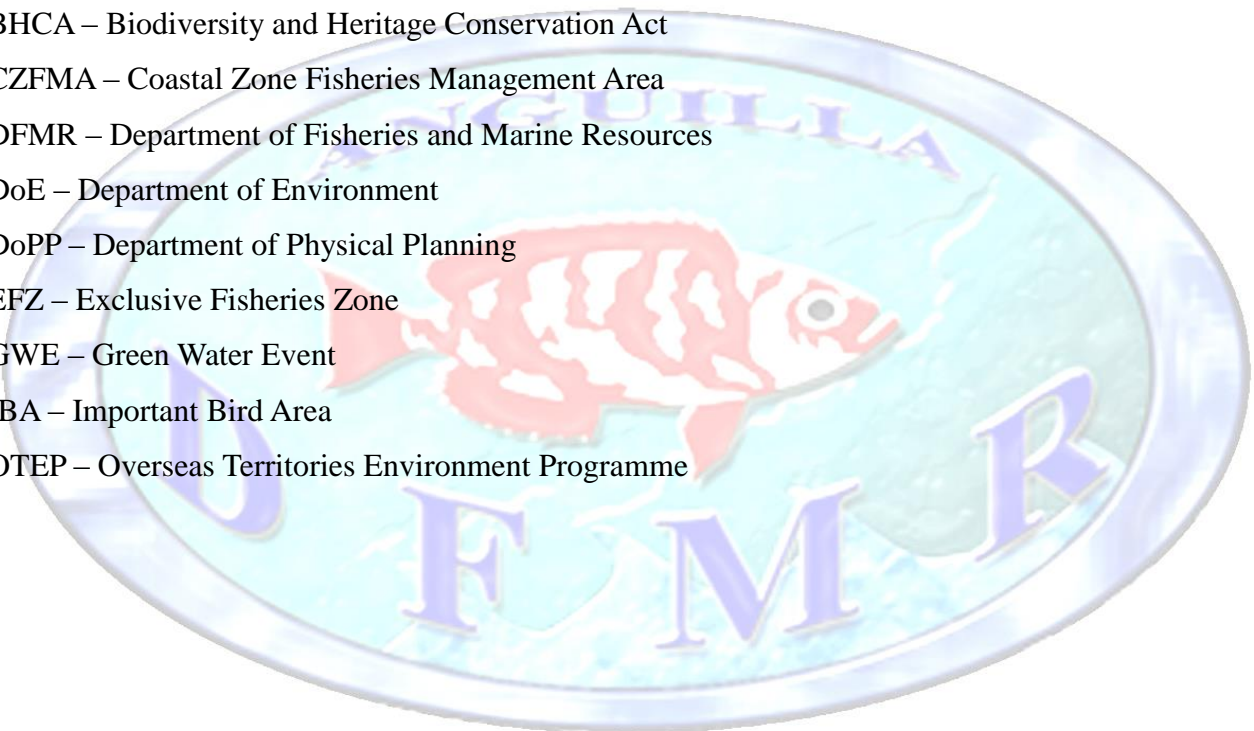 BHCA – Biodiversity and Heritage Conservation Act
CZFMA – Coastal Zone Fisheries Management Area
DFMR – Department of Fisheries and Marine Resources
DoE – Department of Environment
DoPP – Department of Physical Planning
EFZ – Exclusive Fisheries Zone
GWE – Green Water Event
IBA – Important Bird Area
OTEP – Overseas Territories Environment Programme
ANGUILLA
D F M R